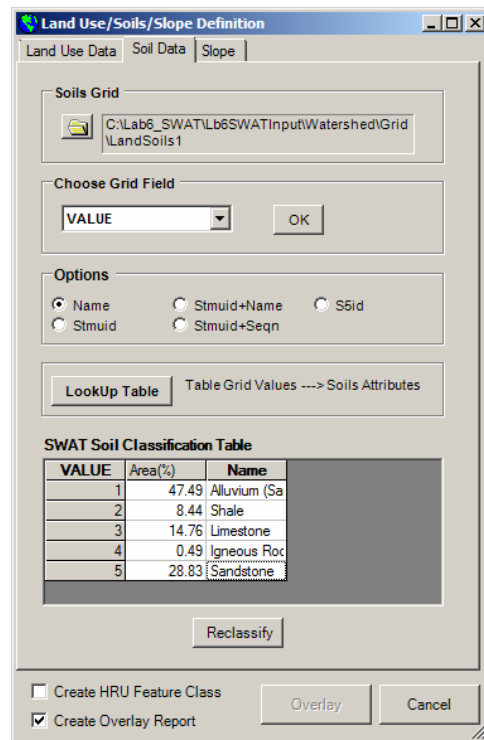 Land Use/Soils/Slope Definition
Land Use Data Soil Data Slope
Soils Grid
C:\Lab6_SWAT\Lb6SWATInput\Watershed\Grid
\LandSoils1
Choose Grid Field
VALUE OK
Options
Name Stmuid+Name S5id
Stmuid Stmuid+Seqn
LookUp Table Table Grid Values ---> Soils Attributes
SWAT Soil Classification Table
VALUE Area(%) Name
1 47.49 Alluvium (Sa
2 8.44 Shale
3 14.76 Limestone
4 0.49 Igneous Roc
5 28.83 Sandstone
Reclassify
Create HRU Feature Class
Create Overlay Report
Overlay Cancel